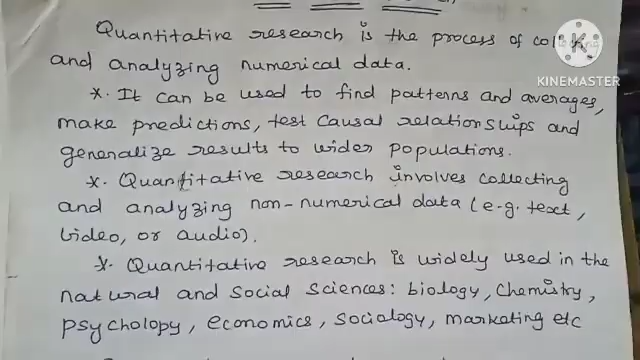 Quantitative research is the process of
and analyzing numerical data.
*. It can be used to find patterns and averages,
make predictions, test causal relationships and
generalize results to wider populations.
*. Quantitative research involves collecting
and analyzing non-numerical data (e.g. text,
video, or audio).
*. Quantitative research is widely used in the
natural and social sciences: biology, chemistry,
psycholopy, economics, sociology, marketing etc
KINEMASTER